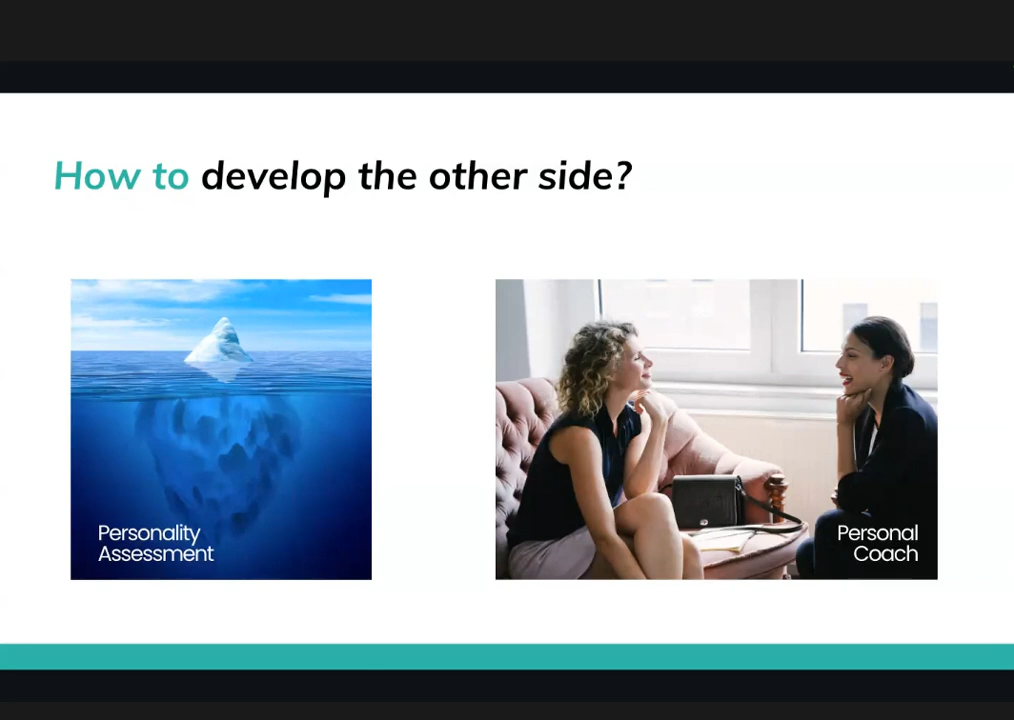 How to develop the other side?
Personality
Assessment
Personal
Coach